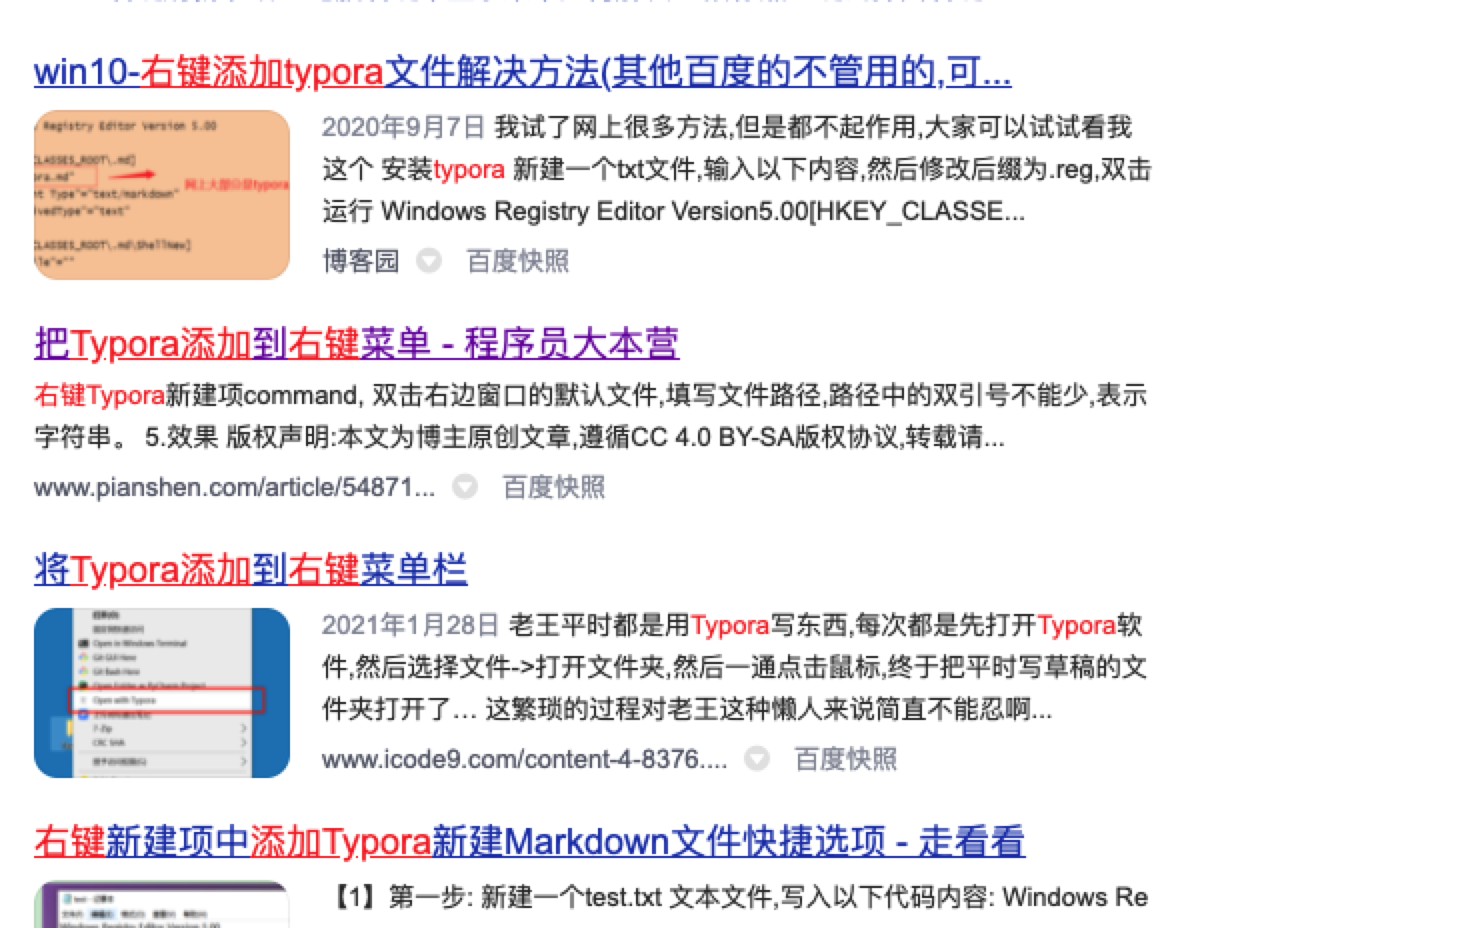 win10-右键添加typora文件解决方法(其他百度的不管用的,可...
Registry Editor Version 5.00
CLASSES_ROOT\.md]
ora.md"
nt Type"="text/markdown"
ivedType"="text"
网上大部分是typora
CLASSES_ROOT\.md\ShellNew]
le"=""
2020年9月7日 我试了网上很多方法,但是都不起作用,大家可以试试看我
这个 安装typora 新建一个txt文件,输入以下内容,然后修改后缀为.reg,双击
运行 Windows Registry Editor Version5.00[HKEY_CLASSE...
博客园 百度快照
把Typora添加到右键菜单 - 程序员大本营
右键Typora新建项command, 双击右边窗口的默认文件,填写文件路径,路径中的双引号不能少,表示
字符串。 5.效果 版权声明:本文为博主原创文章,遵循CC 4.0 BY-SA版权协议,转载请...
www.pianshen.com/article/54871... 百度快照
将Typora添加到右键菜单栏
Open in Windows Terminal
Git GUI Here
Git Bash Here
Open Folder as PyCharm Project
Open with Typora
7-Zip
CRC SHA
2021年1月28日 老王平时都是用Typora写东西,每次都是先打开Typora软
件,然后选择文件->打开文件夹,然后一通点击鼠标,终于把平时写草稿的文
件夹打开了... 这繁琐的过程对老王这种懒人来说简直不能忍啊...
www.icode9.com/content-4-8376.... 百度快照
右键新建项中添加Typora新建Markdown文件快捷选项 - 走看看
Windows Registry Editor Version 5.00
【1】第一步: 新建一个test.txt 文本文件,写入以下代码内容: Windows Re